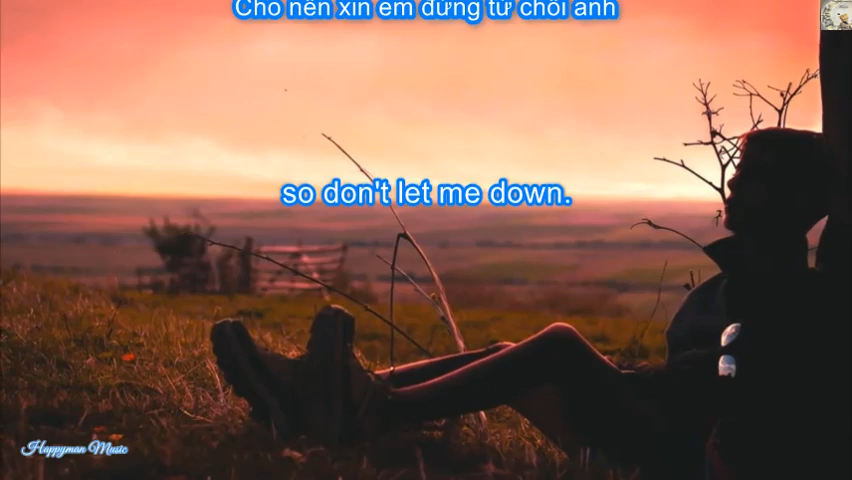 Cho nên xin em đừng từ chối anh
so don't let me down.
Happyman Music